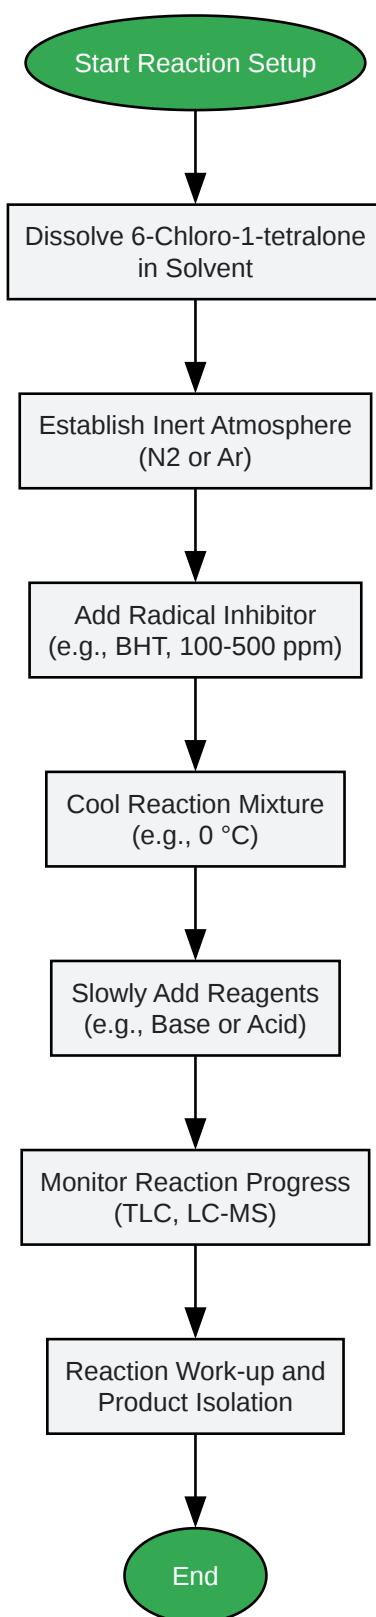 Start Reaction Setup
Dissolve 6-Chloro-1-tetralone
in Solvent
Establish Inert Atmosphere
(N2 or Ar)
Add Radical Inhibitor
(e.g., BHT, 100-500 ppm)
Cool Reaction Mixture
(e.g., 0 °C)
Slowly Add Reagents
(e.g., Base or Acid)
Monitor Reaction Progress
(TLC, LC-MS)
Reaction Work-up and
Product Isolation
End